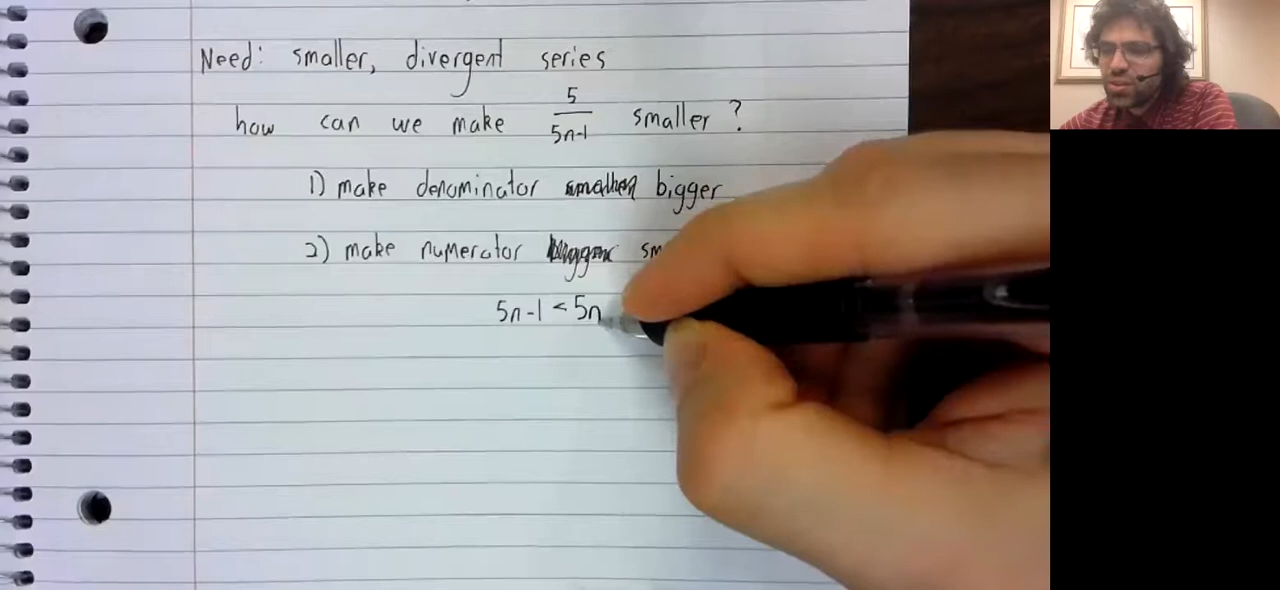 Need: smaller, divergent series
how can we make 5/(5n-1) smaller?
1) make denominator smaller bigger
2) make numerator bigger
5n-1 < 5n